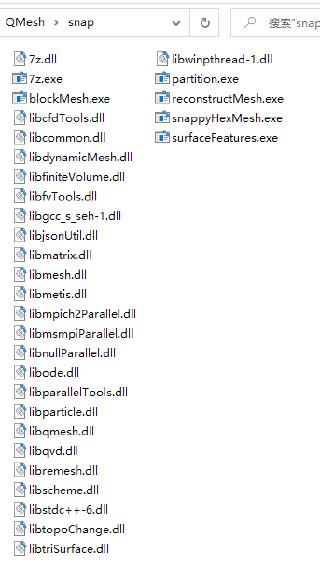 QMesh > snap
搜索"snap
7z.dll
7z.exe
blockMesh.exe
libcfdTools.dll
libcommon.dll
libdynamicMesh.dll
libfiniteVolume.dll
libfvTools.dll
libgcc_s_seh-1.dll
libjsonUtil.dll
libmatrix.dll
libmesh.dll
libmetis.dll
libmpich2Parallel.dll
libmsmpiParallel.dll
libnullParallel.dll
libode.dll
libparallelTools.dll
libparticle.dll
libqmesh.dll
libqvd.dll
libremesh.dll
libscheme.dll
libstdc++-6.dll
libtopoChange.dll
libtriSurface.dll
libwinpthread-1.dll
partition.exe
reconstructMesh.exe
snappyHexMesh.exe
surfaceFeatures.exe